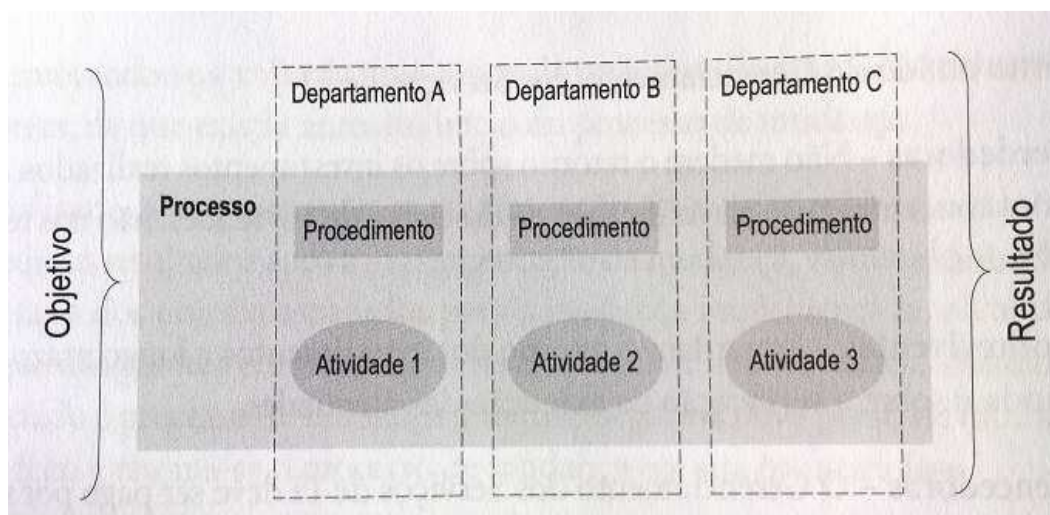 Objetivo
Departamento A
Departamento B
Departamento C
Processo
Procedimento
Procedimento
Procedimento
Atividade 1
Atividade 2
Atividade 3
Resultado